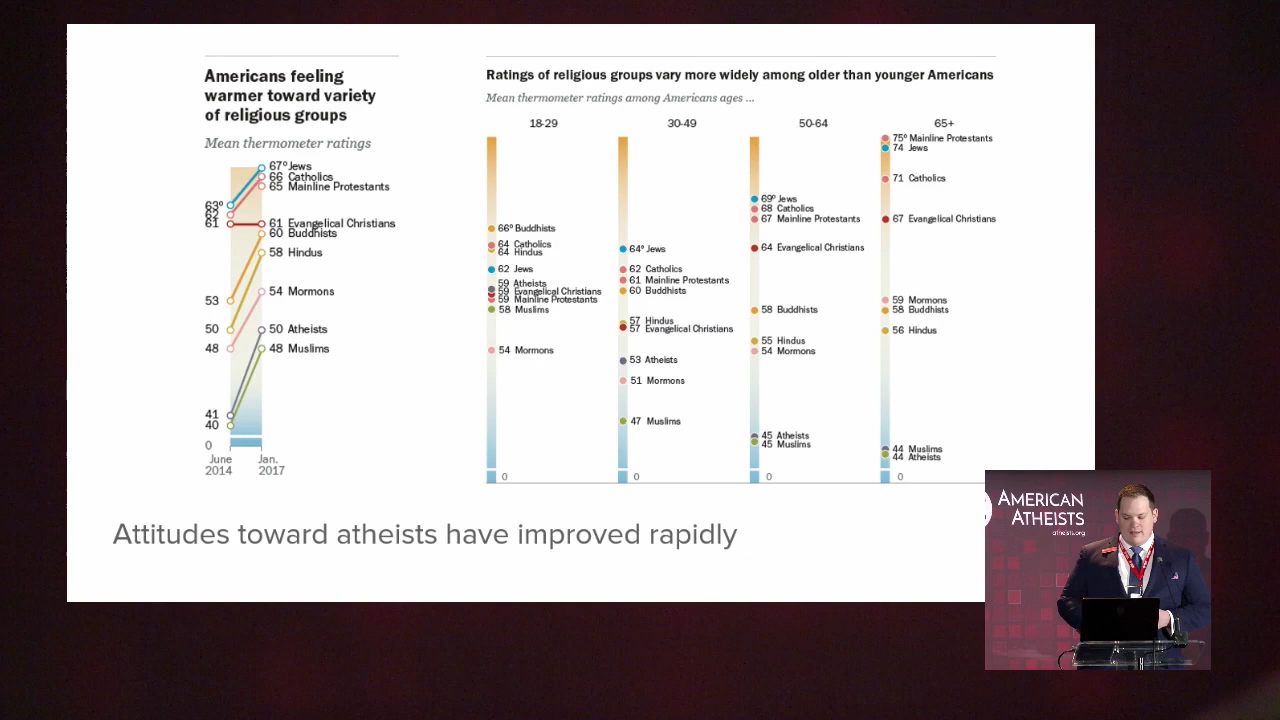 Americans feeling
warmer toward variety
of religious groups
Mean thermometer ratings
67º Jews
66 Catholics
65 Mainline Protestants
63º
62
61
61 Evangelical Christians
60 Buddhists
58 Hindus
54 Mormons
53
50
50 Atheists
48
48 Muslims
41
40
0
June
2014
Jan.
2017
Ratings of religious groups vary more widely among older than younger Americans
Mean thermometer ratings among Americans ages ...
18-29
66º Buddhists
64 Catholics
64 Hindus
62 Jews
59 Atheists
59 Evangelical Christians
59 Mainline Protestants
58 Muslims
54 Mormons
0
30-49
64º Jews
62 Catholics
61 Mainline Protestants
60 Buddhists
57 Hindus
57 Evangelical Christians
53 Atheists
51 Mormons
47 Muslims
0
50-64
69º Jews
68 Catholics
67 Mainline Protestants
64 Evangelical Christians
58 Buddhists
55 Hindus
54 Mormons
45 Atheists
45 Muslims
0
65+
75º Mainline Protestants
74 Jews
71 Catholics
67 Evangelical Christians
59 Mormons
58 Buddhists
56 Hindus
44 Muslims
44 Atheists
0
Attitudes toward atheists have improved rapidly
AMERICAN
ATHEISTS
atheists.org